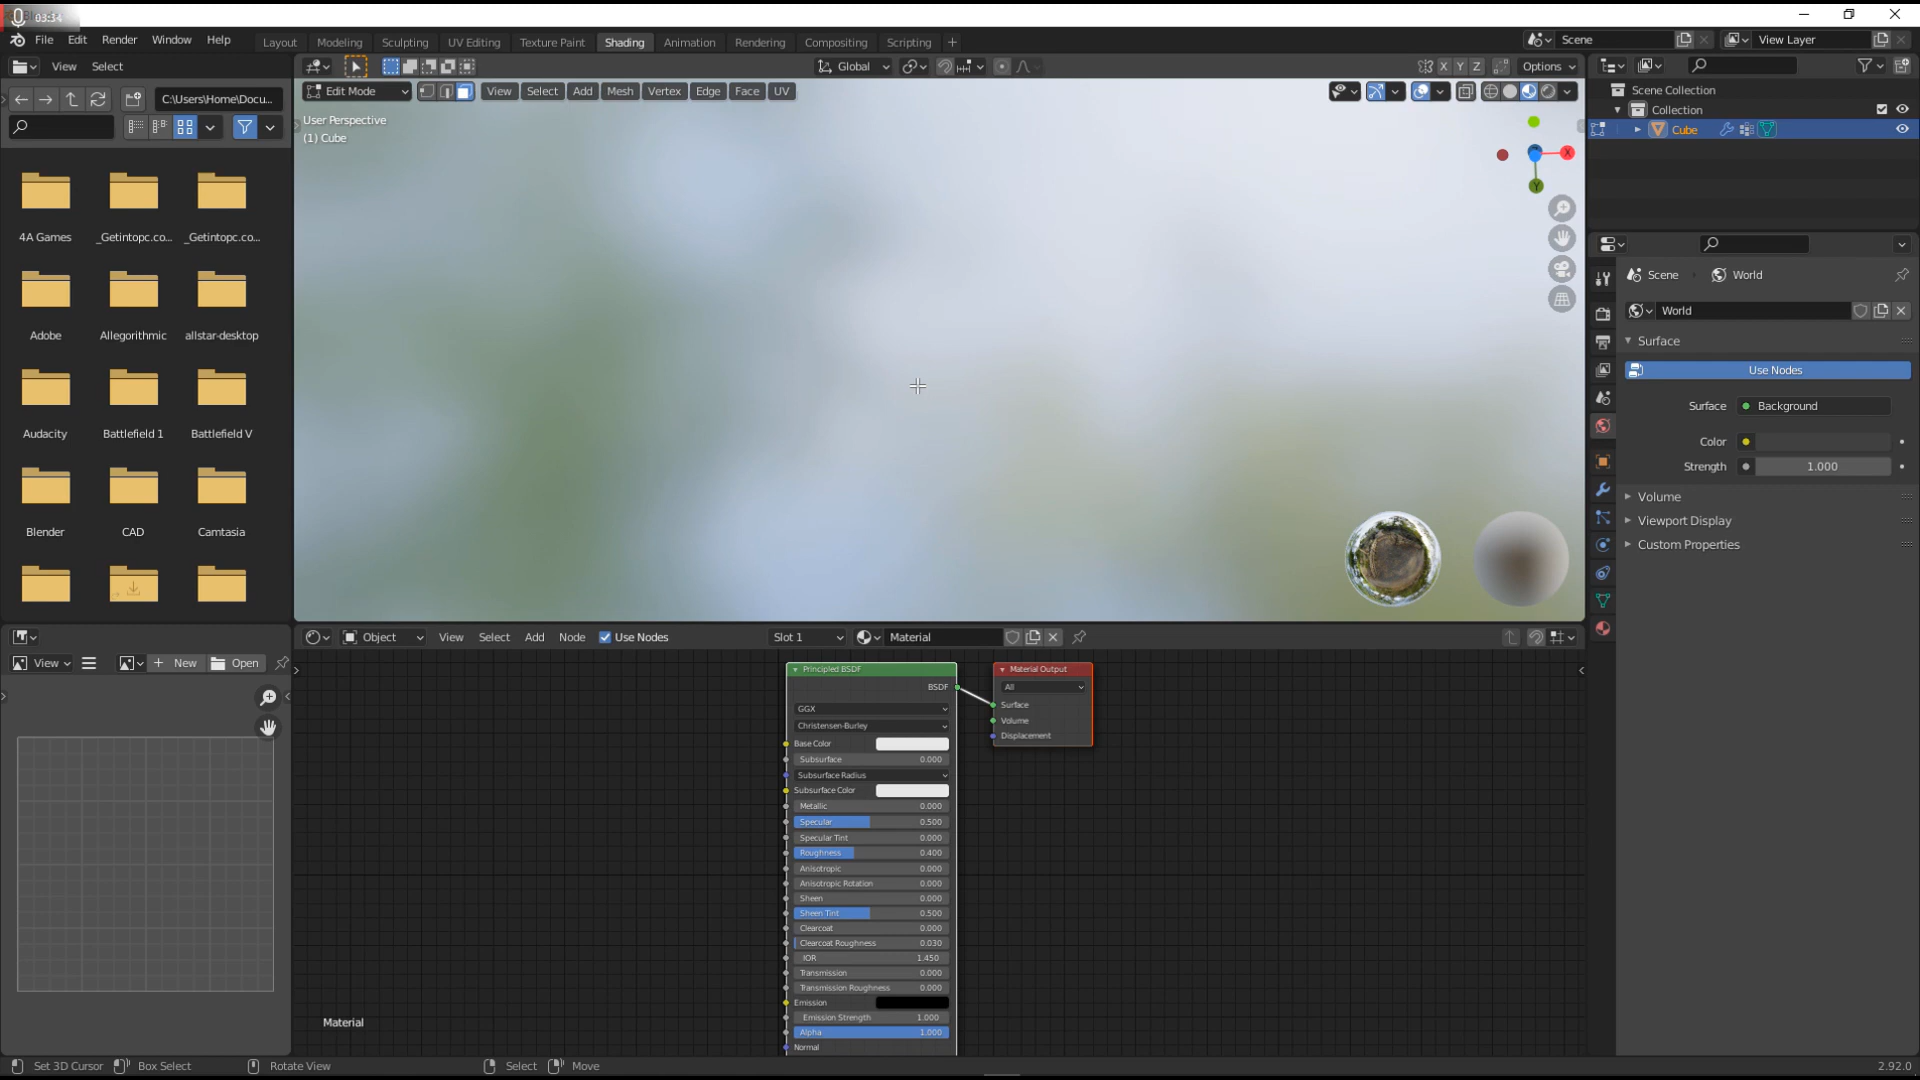 03:34
File Edit Render Window Help
Layout Modeling Sculpting UV Editing Texture Paint Shading Animation Rendering Compositing Scripting +
Scene
View Layer
View Select
Global
X Y Z
Options
C:\Users\Home\Docu...
Edit Mode
View Select Add Mesh Vertex Edge Face UV
User Perspective
(1) Cube
X
Y
4A Games
_Getintopc.co...
_Getintopc.co...
Adobe
Allegorithmic
allstar-desktop
Audacity
Battlefield 1
Battlefield V
Blender
CAD
Camtasia
Scene Collection
Collection
Cube
Scene
World
World
Surface
Use Nodes
Surface
Background
Color
Strength
1.000
Volume
Viewport Display
Custom Properties
View
New
Open
Object
View Select Add Node
Use Nodes
Slot 1
Material
Principled BSDF
BSDF
GGX
Christensen-Burley
Base Color
Subsurface 0.000
Subsurface Radius
Subsurface Color
Metallic 0.000
Specular 0.500
Specular Tint 0.000
Roughness 0.400
Anisotropic 0.000
Anisotropic Rotation 0.000
Sheen 0.000
Sheen Tint 0.500
Clearcoat 0.000
Clearcoat Roughness 0.030
IOR 1.450
Transmission 0.000
Transmission Roughness 0.000
Emission
Emission Strength 1.000
Alpha 1.000
Normal
Material Output
All
Surface
Volume
Displacement
Material
Set 3D Cursor
Box Select
Rotate View
Select
Move
2.92.0